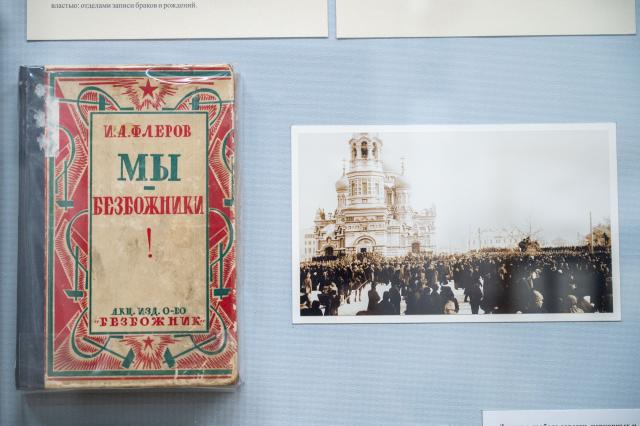 властью: отделами записи браков и рождений.
И.А.ФЛЕРОВ
МЫ
-
БЕЗБОЖНИКИ
!
АКЦ. ИЗД. О-ВО
"БЕЗБОЖНИК"